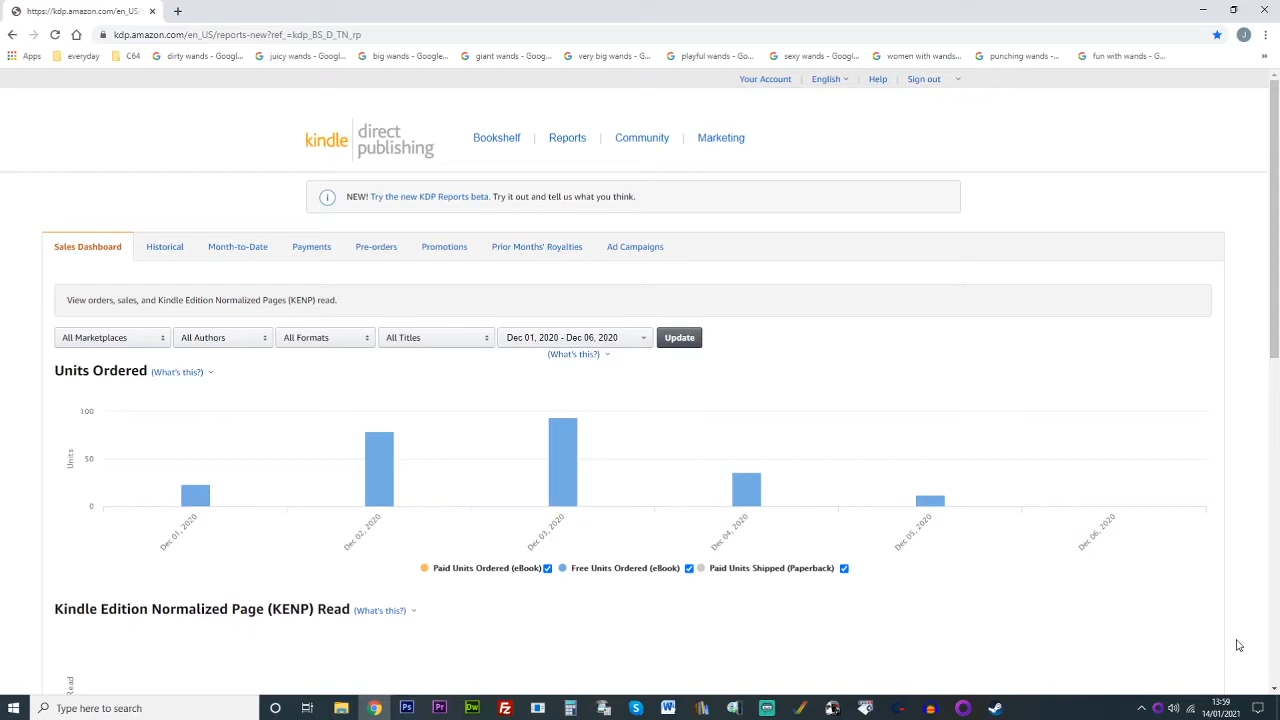 https://kdp.amazon.com/en_US/
kdp.amazon.com/en_US/reports-new?ref_=kdp_BS_D_TN_rp
J
Apps everyday C64 dirty wands - Googl... juicy wands - Googl... big wands - Google... giant wands - Googl... very big wands - G... playful wands - Goo... sexy wands - Googl... women with wands... punching wands -... fun with wands - G... »
Your Account | English | Help | Sign out
kindle direct publishing
Bookshelf | Reports | Community | Marketing
i NEW! Try the new KDP Reports beta. Try it out and tell us what you think.
Sales Dashboard Historical Month-to-Date Payments Pre-orders Promotions Prior Months' Royalties Ad Campaigns
View orders, sales, and Kindle Edition Normalized Pages (KENP) read.
All Marketplaces All Authors All Formats All Titles Dec 01, 2020 - Dec 06, 2020 Update
(What's this?)
Units Ordered (What's this?)
100
50
0
Units
Dec 01, 2020 Dec 02, 2020 Dec 03, 2020 Dec 04, 2020 Dec 05, 2020 Dec 06, 2020
Paid Units Ordered (eBook) Free Units Ordered (eBook) Paid Units Shipped (Paperback)
Kindle Edition Normalized Page (KENP) Read (What's this?)
Read
Type here to search
Ps Pr Dw Fz S W
13:59
14/01/2021